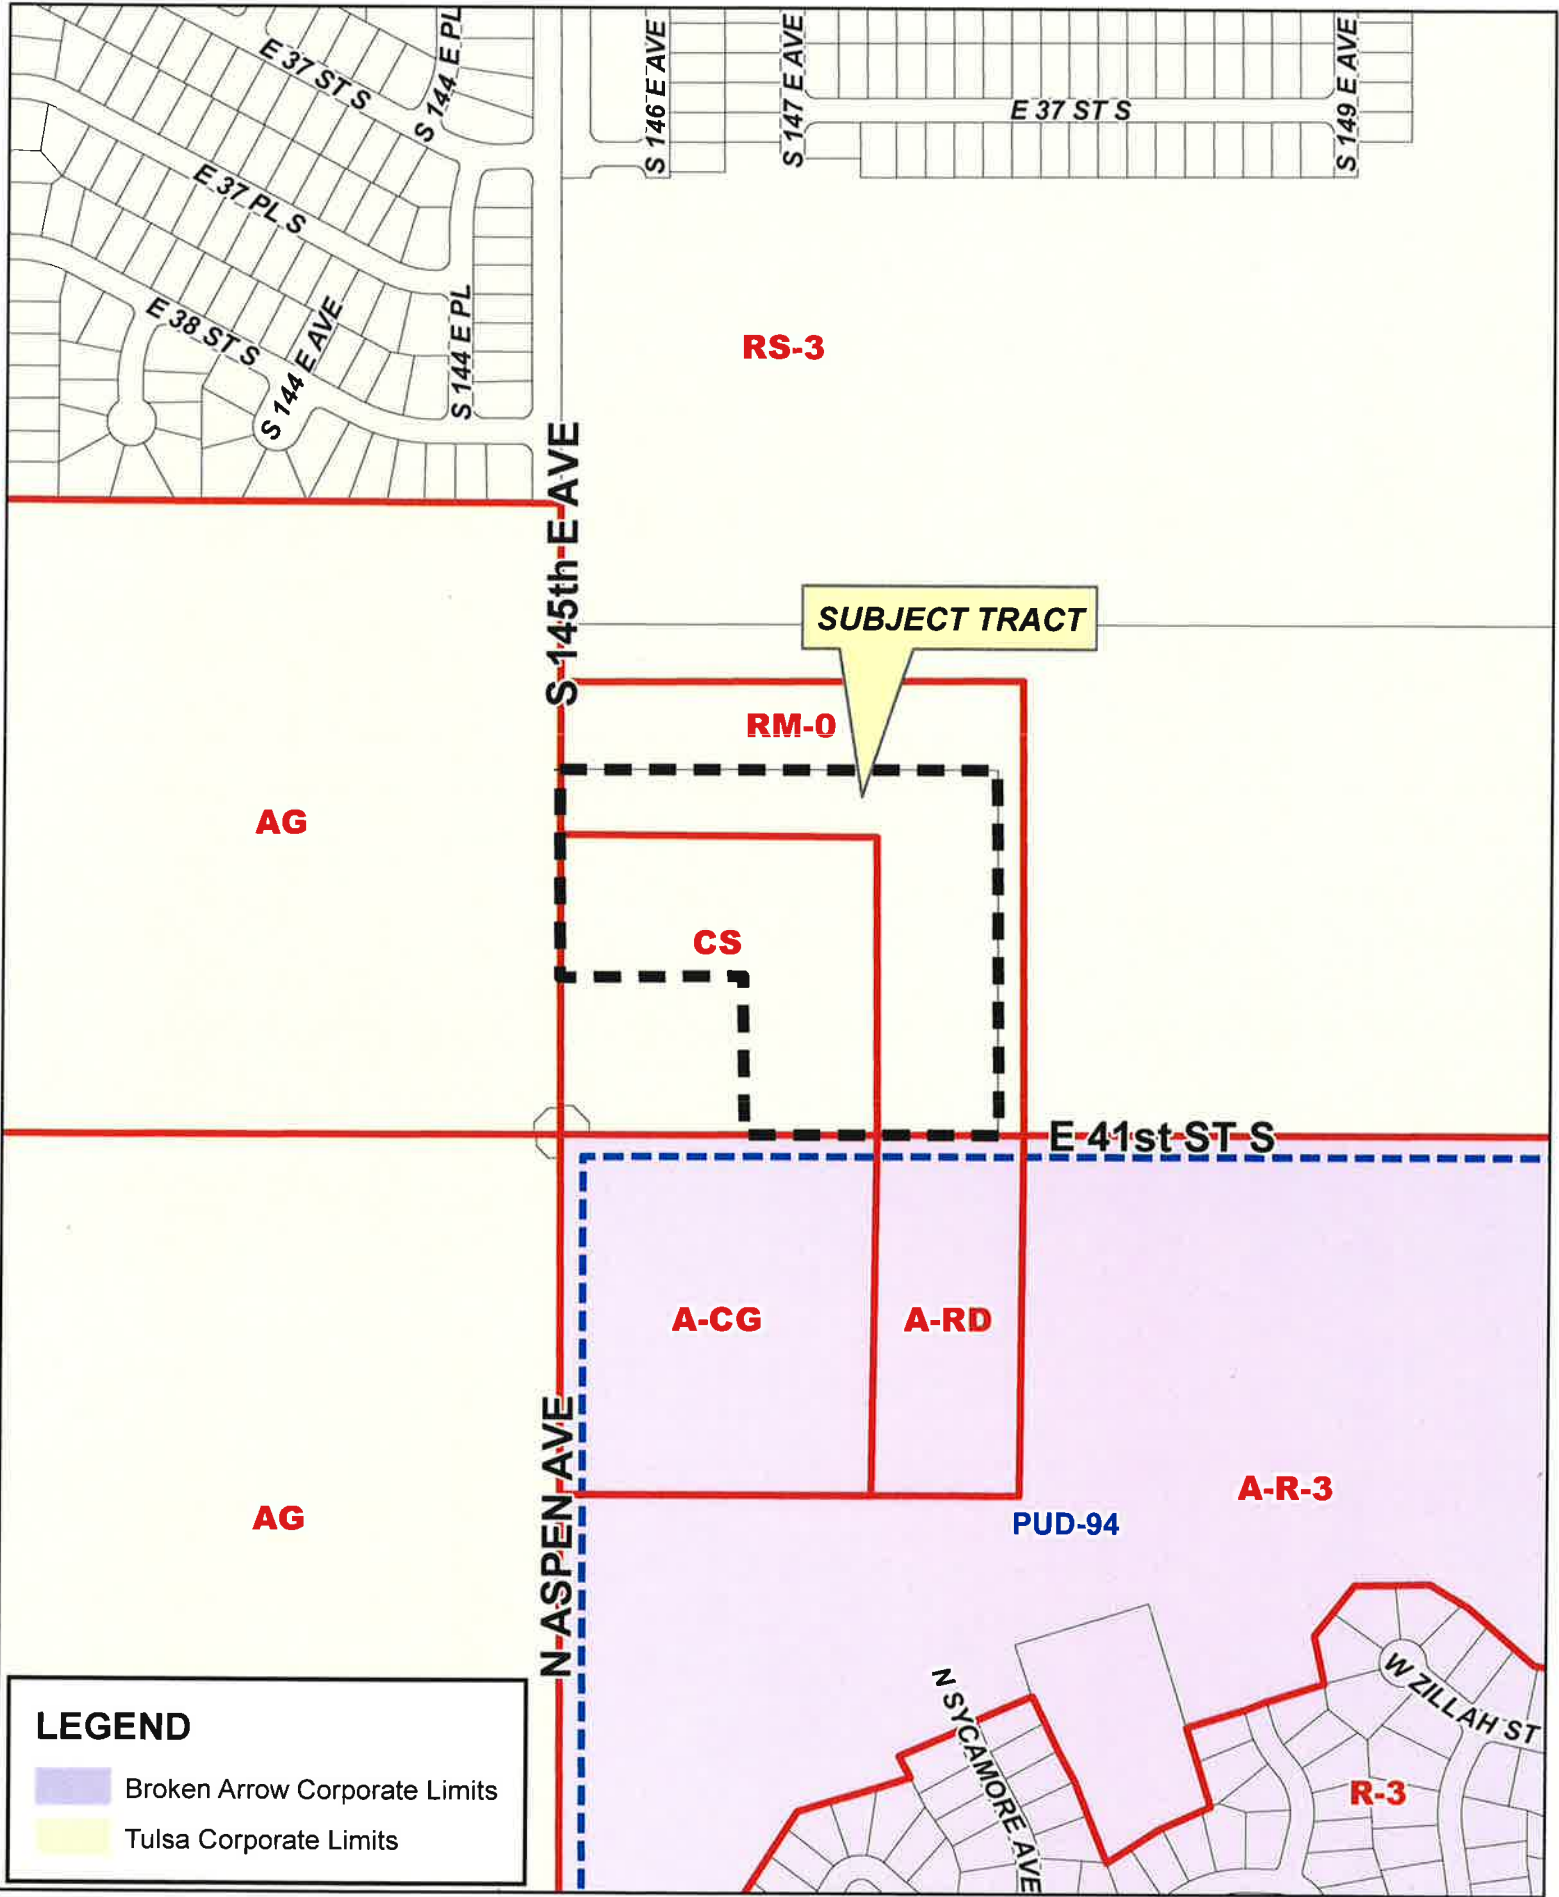 E 37 ST S
S 144 E PL
S 146 E AVE
S 147 E AVE
E 37 ST S
S 149 E AVE
E 37 PL S
E 38 ST S
S 144 E AVE
S 144 E PL
RS-3
S 145th E AVE
SUBJECT TRACT
RM-0
AG
CS
E 41st ST S
A-CG
A-RD
N ASPEN AVE
A-R-3
AG
PUD-94
N SYCAMORE AVE
W ZILLAH ST
R-3
LEGEND
Broken Arrow Corporate Limits
Tulsa Corporate Limits